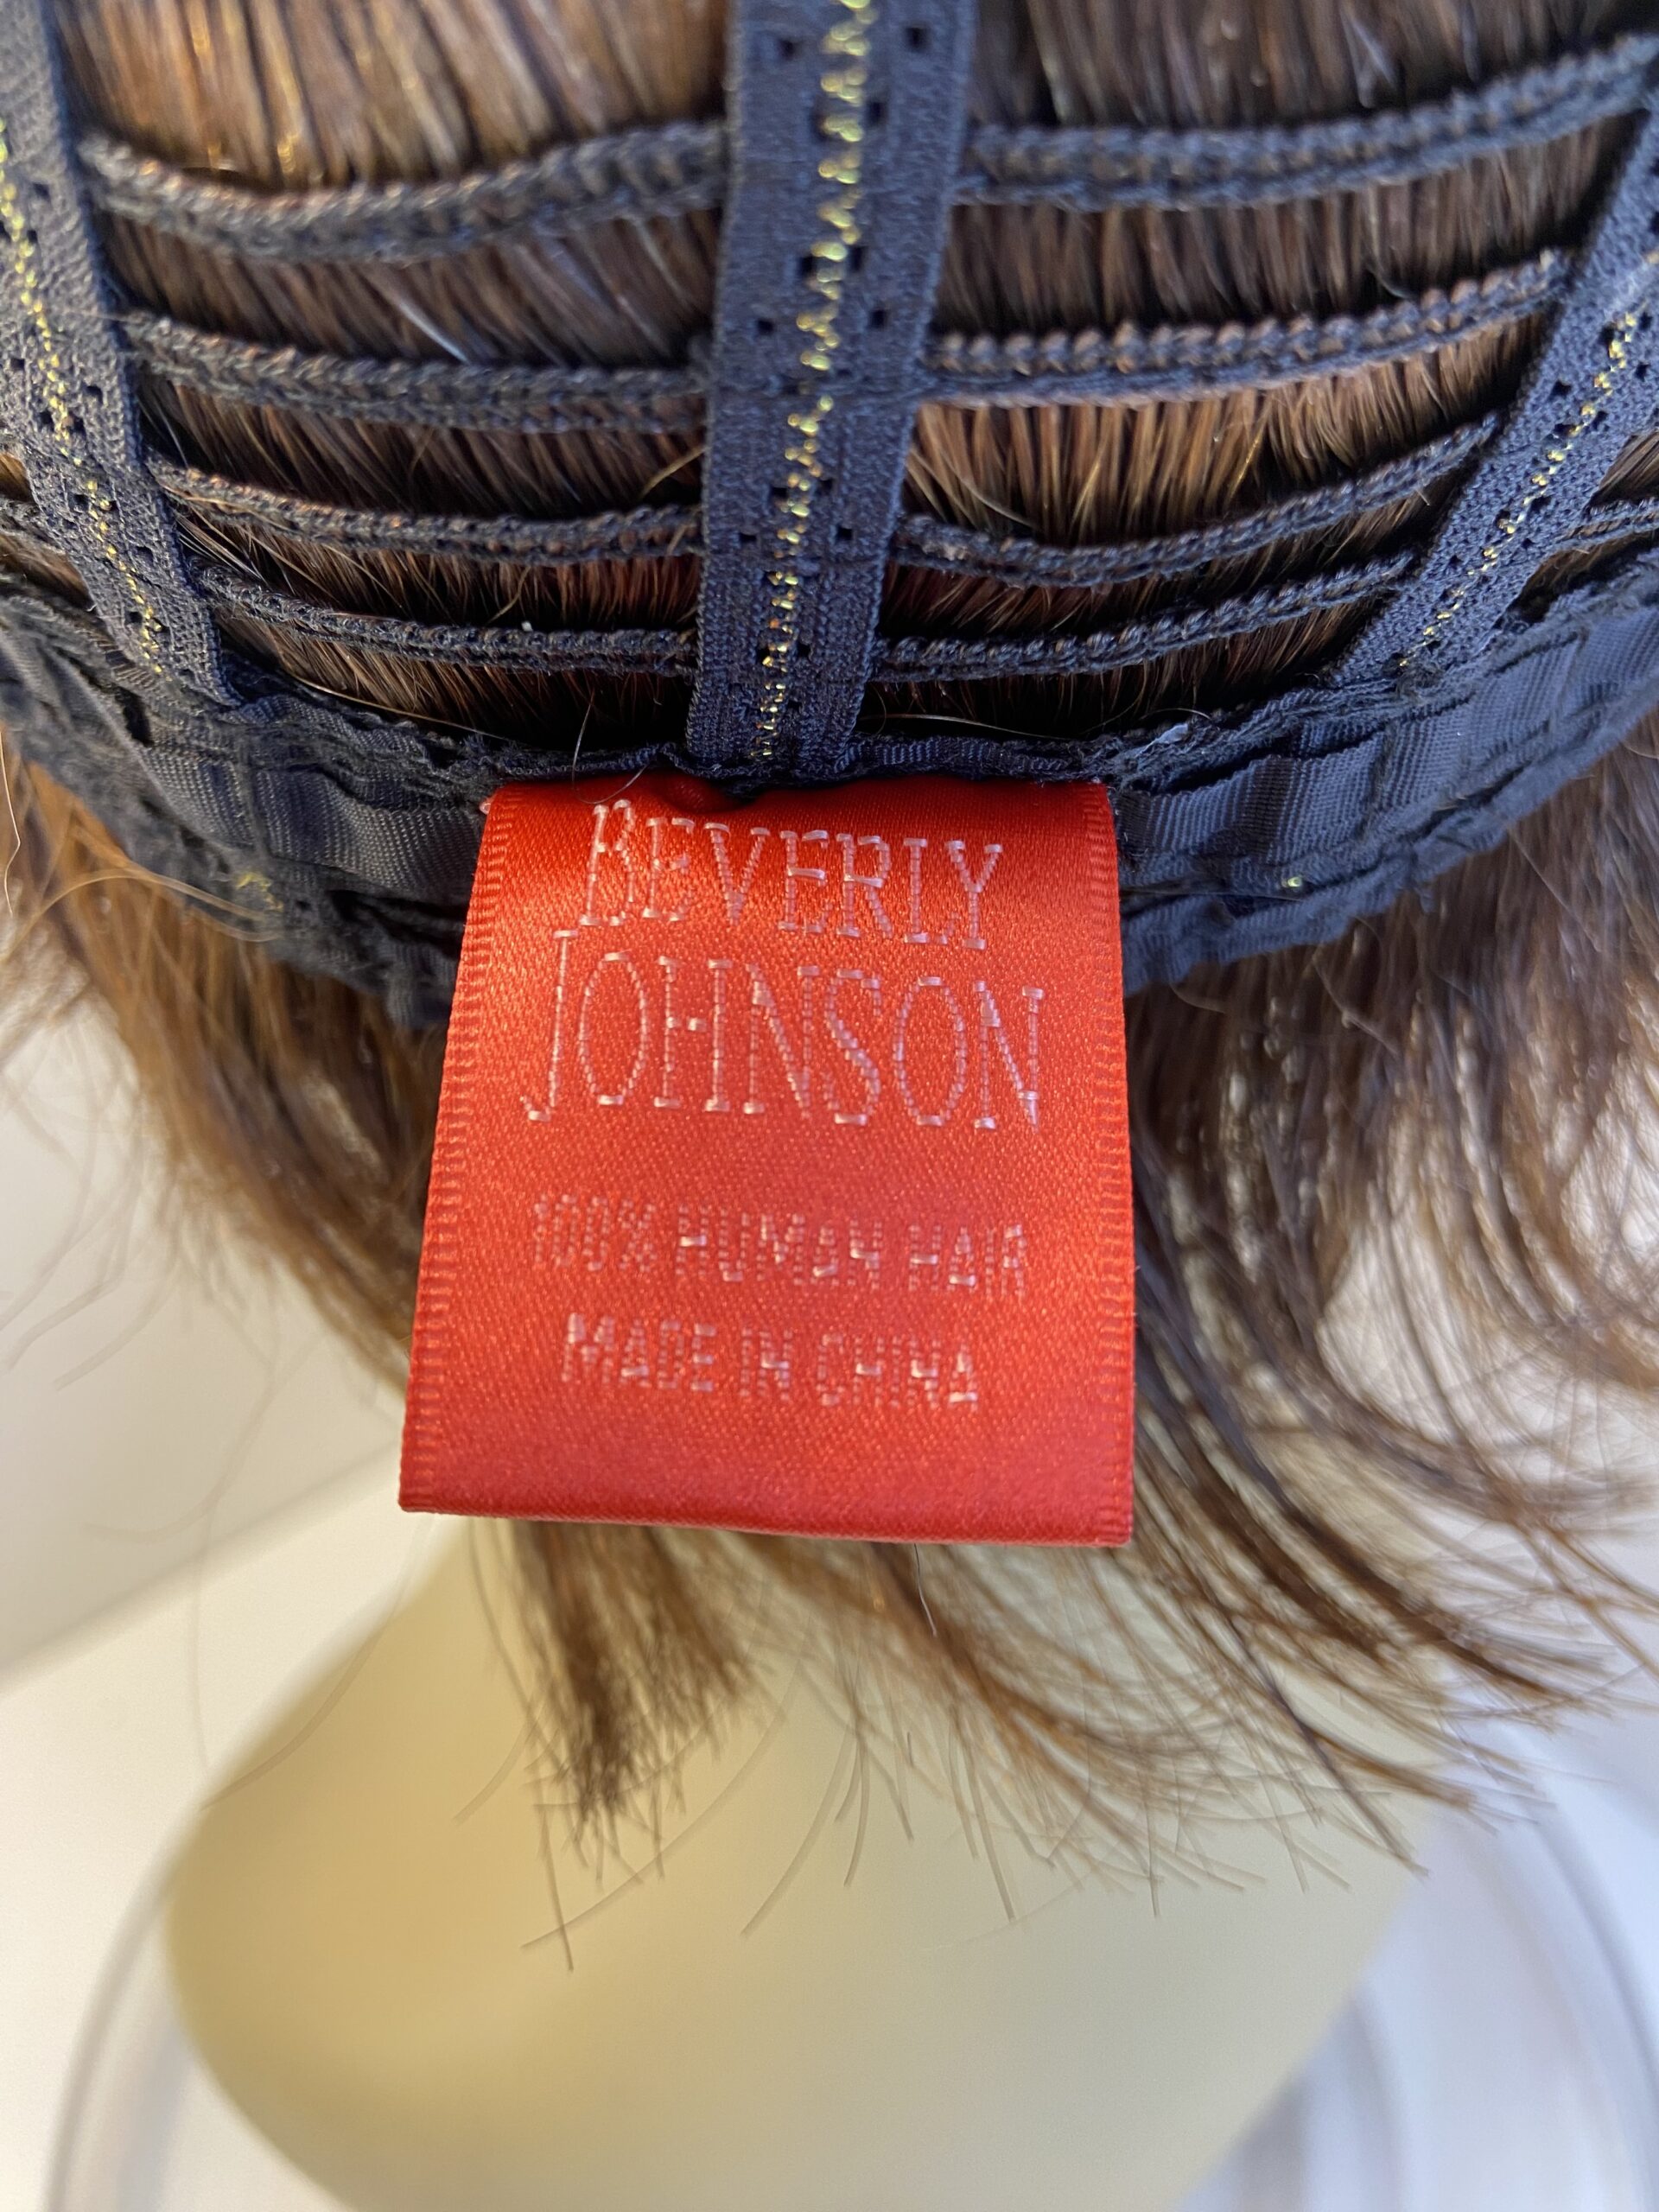 BEVERLY
JOHNSON
100% HUMAN HAIR
MADE IN CHINA